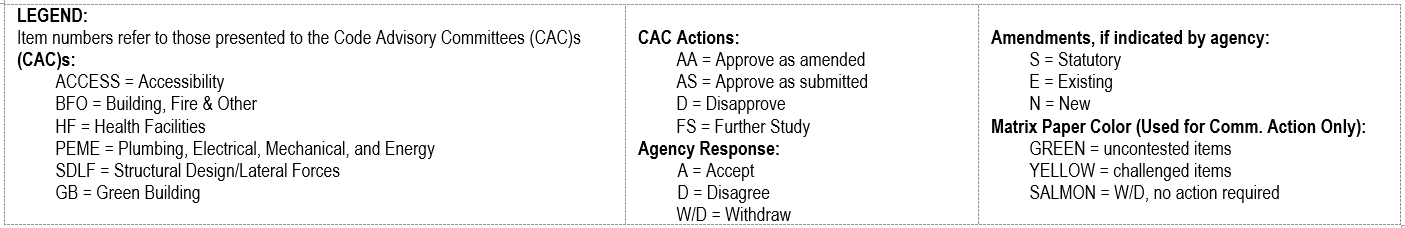 LEGEND:
Item numbers refer to those presented to the Code Advisory Committees (CAC)s
(CAC)s:
ACCESS = Accessibility
BFO = Building, Fire & Other
HF = Health Facilities
PEME = Plumbing, Electrical, Mechanical, and Energy
SDLF = Structural Design/Lateral Forces
GB = Green Building
CAC Actions:
AA = Approve as amended
AS = Approve as submitted
D = Disapprove
FS = Further Study
Agency Response:
A = Accept
D = Disagree
W/D = Withdraw
Amendments, if indicated by agency:
S = Statutory
E = Existing
N = New
Matrix Paper Color (Used for Comm. Action Only):
GREEN = uncontested items
YELLOW = challenged items
SALMON = W/D, no action required